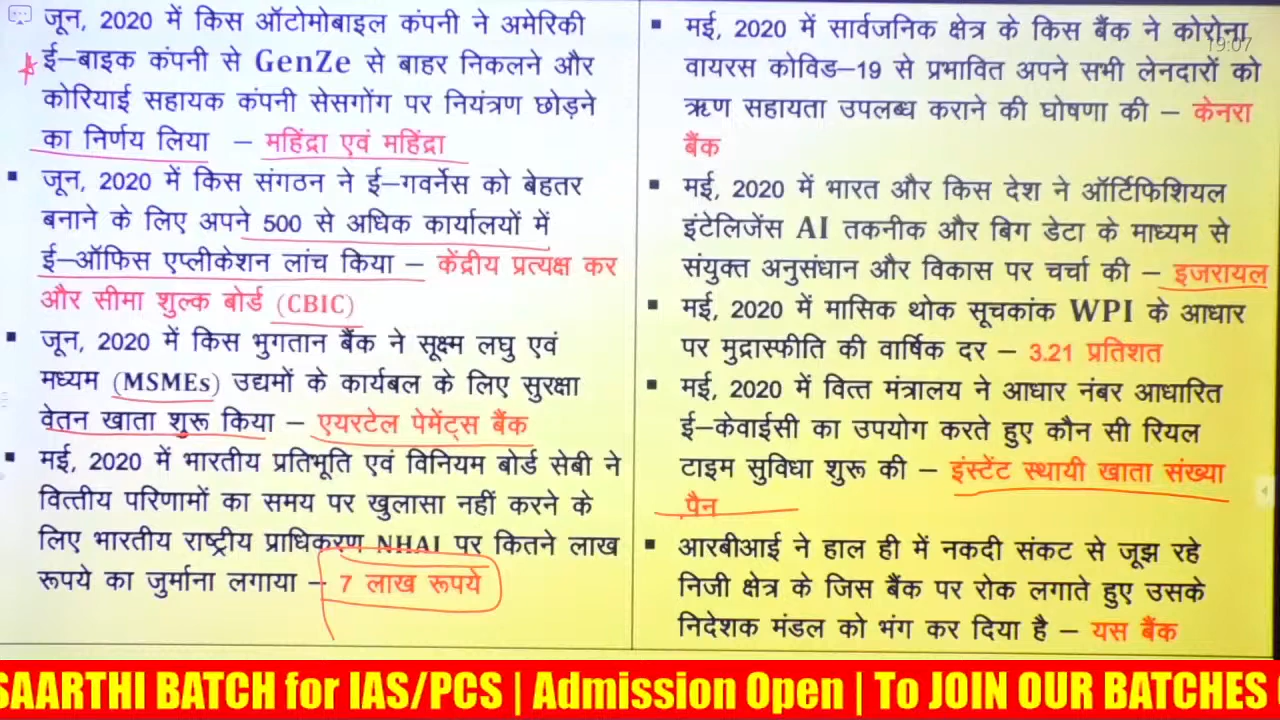 जून, 2020 में किस ऑटोमोबाइल कंपनी ने अमेरिकी
ई–बाइक कंपनी से GenZe से बाहर निकलने और
कोरियाई सहायक कंपनी सेसगोंग पर नियंत्रण छोड़ने
का निर्णय लिया – महिंद्रा एवं महिंद्रा
▪ जून, 2020 में किस संगठन ने ई–गवर्नेस को बेहतर
बनाने के लिए अपने 500 से अधिक कार्यालयों में
ई–ऑफिस एप्लीकेशन लांच किया – केंद्रीय प्रत्यक्ष कर
और सीमा शुल्क बोर्ड (CBIC)
▪ जून, 2020 में किस भुगतान बैंक ने सूक्ष्म लघु एवं
मध्यम (MSMEs) उद्यमों के कार्यबल के लिए सुरक्षा
वेतन खाता शुरू किया – एयरटेल पेमेंट्स बैंक
▪ मई, 2020 में भारतीय प्रतिभूति एवं विनियम बोर्ड सेबी ने
वित्तीय परिणामों का समय पर खुलासा नहीं करने के
लिए भारतीय राष्ट्रीय प्राधिकरण NHAI पर कितने लाख
रूपये का जुर्माना लगाया – 7 लाख रूपये
▪ मई, 2020 में सार्वजनिक क्षेत्र के किस बैंक ने कोरोना
19:07
वायरस कोविड–19 से प्रभावित अपने सभी लेनदारों को
ऋण सहायता उपलब्ध कराने की घोषणा की – केनरा
बैंक
▪ मई, 2020 में भारत और किस देश ने ऑर्टिफिशियल
इंटेलिजेंस AI तकनीक और बिग डेटा के माध्यम से
संयुक्त अनुसंधान और विकास पर चर्चा की – इजरायल
▪ मई, 2020 में मासिक थोक सूचकांक WPI के आधार
पर मुद्रास्फीति की वार्षिक दर – 3.21 प्रतिशत
▪ मई, 2020 में वित्त मंत्रालय ने आधार नंबर आधारित
ई–केवाईसी का उपयोग करते हुए कौन सी रियल
टाइम सुविधा शुरू की – इंस्टेंट स्थायी खाता संख्या
पैन
▪ आरबीआई ने हाल ही में नकदी संकट से जूझ रहे
निजी क्षेत्र के जिस बैंक पर रोक लगाते हुए उसके
निदेशक मंडल को भंग कर दिया है – यस बैंक
SAARTHI BATCH for IAS/PCS | Admission Open | To JOIN OUR BATCHES